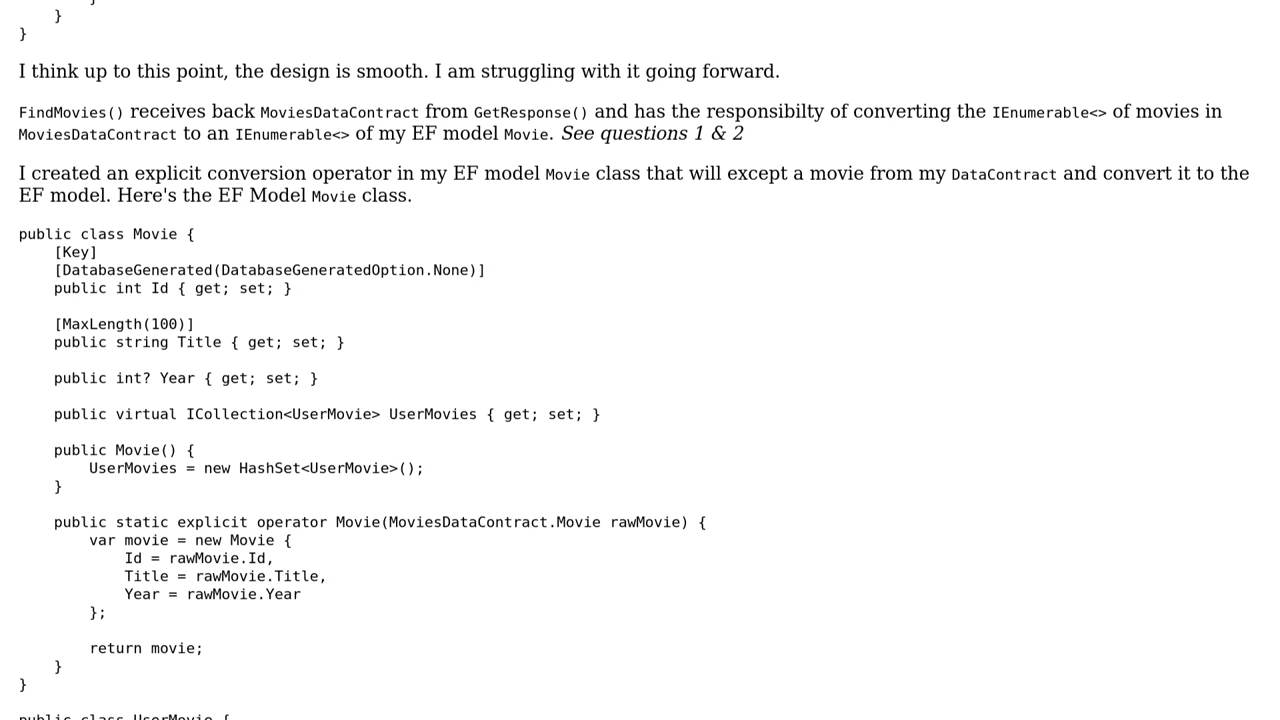 }
}
I think up to this point, the design is smooth. I am struggling with it going forward.
FindMovies() receives back MoviesDataContract from GetResponse() and has the responsibilty of converting the IEnumerable<> of movies in
MoviesDataContract to an IEnumerable<> of my EF model Movie. See questions 1 & 2
I created an explicit conversion operator in my EF model Movie class that will except a movie from my DataContract and convert it to the
EF model. Here's the EF Model Movie class.
public class Movie {
    [Key]
    [DatabaseGenerated(DatabaseGeneratedOption.None)]
    public int Id { get; set; }
    [MaxLength(100)]
    public string Title { get; set; }
    public int? Year { get; set; }
    public virtual ICollection<UserMovie> UserMovies { get; set; }
    public Movie() {
        UserMovies = new HashSet<UserMovie>();
    }
    public static explicit operator Movie(MoviesDataContract.Movie rawMovie) {
        var movie = new Movie {
            Id = rawMovie.Id,
            Title = rawMovie.Title,
            Year = rawMovie.Year
        };
        return movie;
    }
}
public class UserMovie {